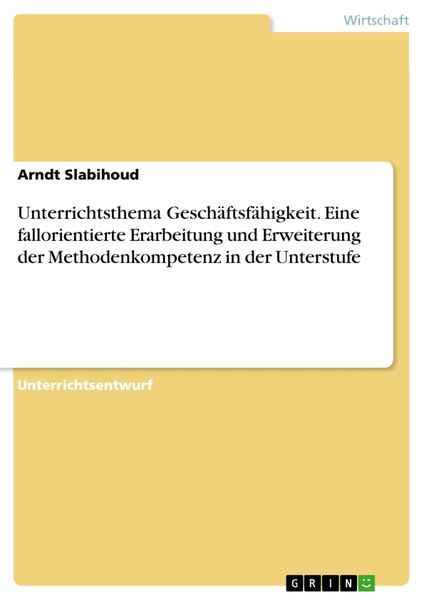 Wirtschaft
Arndt Slabihoud
Unterrichtsthema Geschäftsfähigkeit. Eine
fallorientierte Erarbeitung und Erweiterung
der Methodenkompetenz in der Unterstufe
Unterrichtsentwurf
GRIN